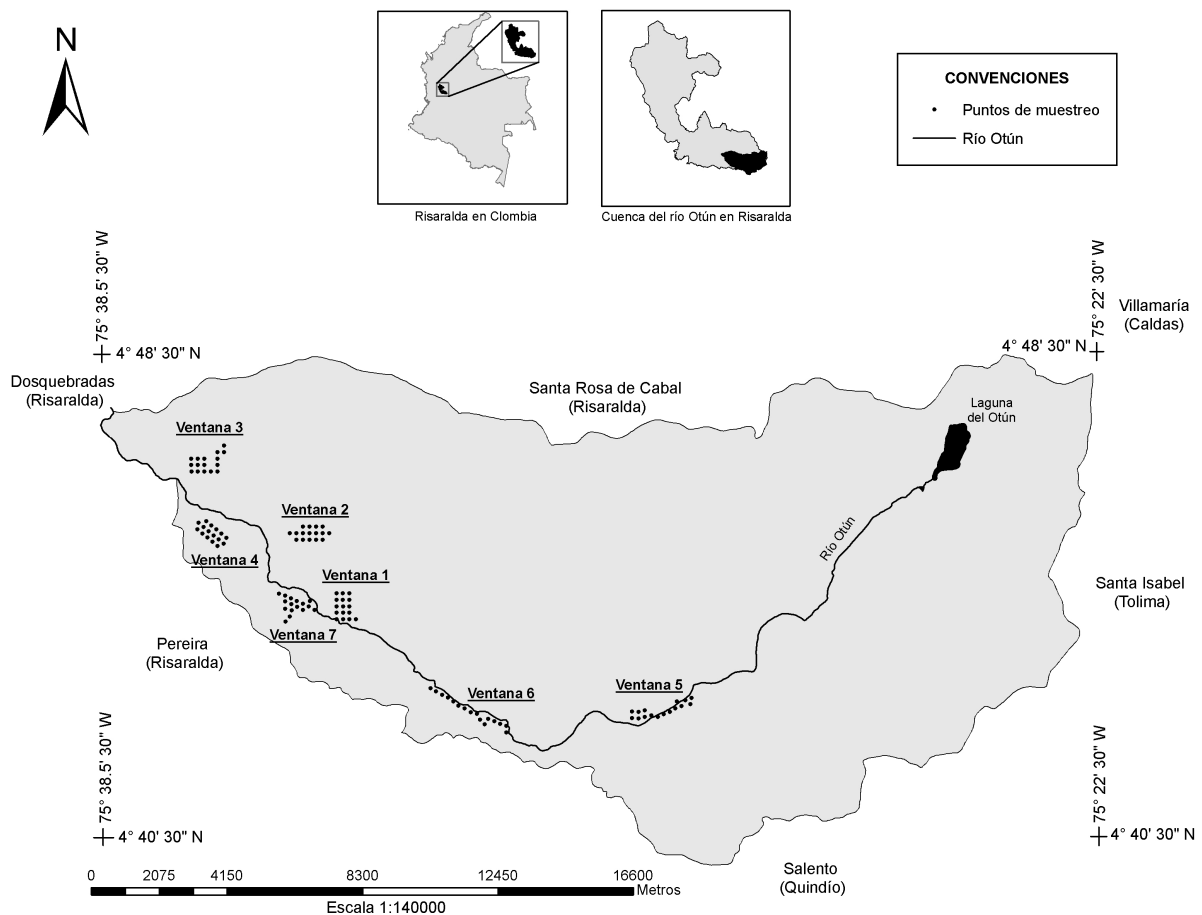 N
Risaralda en Clombia
Cuenca del río Otún en Risaralda
CONVENCIONES
Puntos de muestreo
Río Otún
75° 38.5' 30" W
4° 48' 30" N
75° 22' 30" W
4° 48' 30" N
Villamaría
(Caldas)
Dosquebradas
(Risaralda)
Santa Rosa de Cabal
(Risaralda)
Laguna
del Otún
Ventana 3
Ventana 2
Río Otún
Ventana 4
Ventana 1
Santa Isabel
(Tolima)
Ventana 7
Pereira
(Risaralda)
Ventana 5
Ventana 6
75° 38.5' 30" W
4° 40' 30" N
75° 22' 30" W
4° 40' 30" N
Salento
(Quindío)
0 2075 4150 8300 12450 16600
Metros
Escala 1:140000